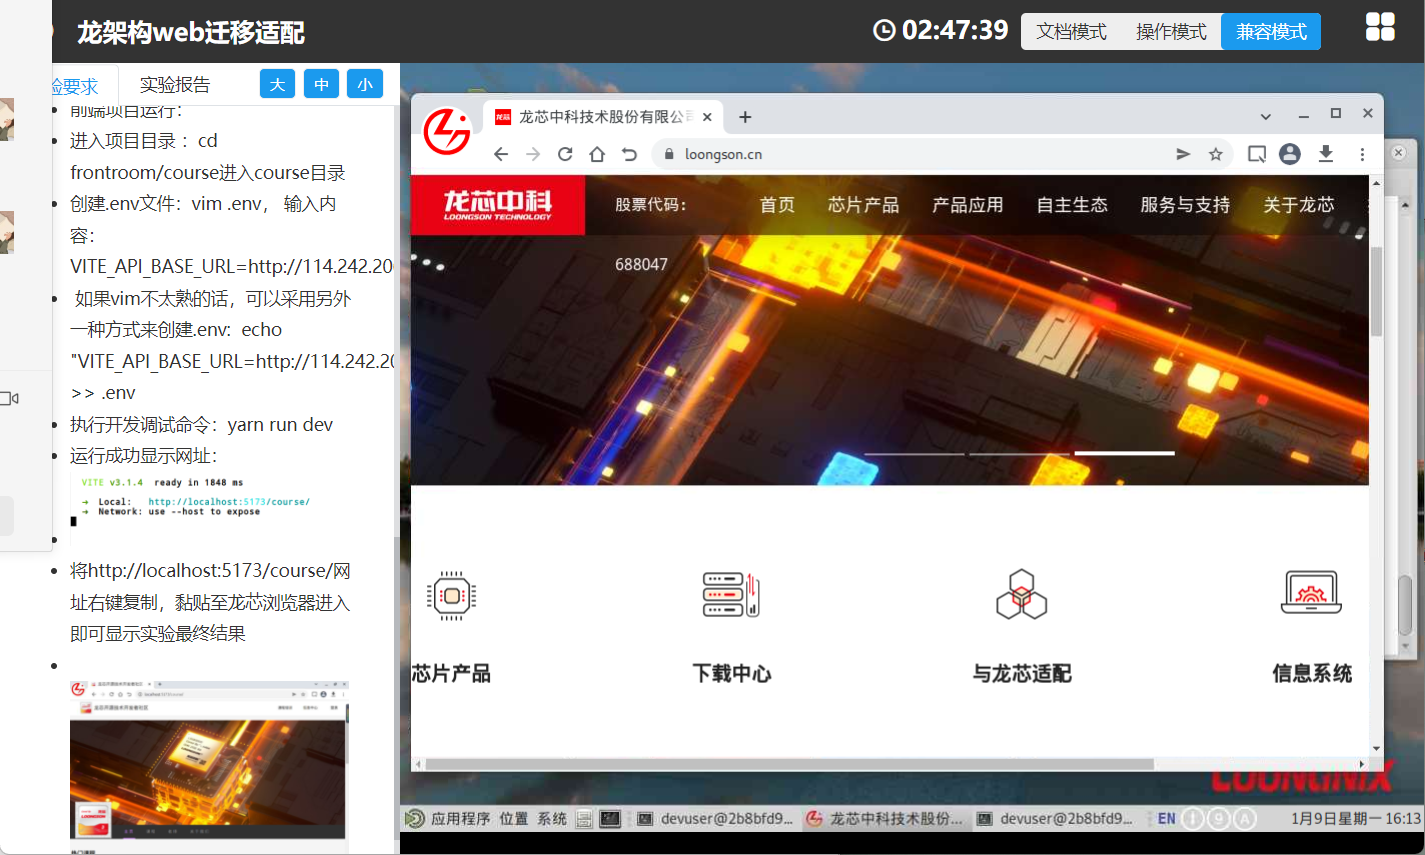 龙架构web迁移适配
02:47:39
文档模式
操作模式
兼容模式
验要求
实验报告
大
中
小
前端项目运行：
进入项目目录 ：cd
frontroom/course进入course目录
创建.env文件：vim .env， 输入内
容：
VITE_API_BASE_URL=http://114.242.20
如果vim不太熟的话，可以采用另外
一种方式来创建.env：echo
"VITE_API_BASE_URL=http://114.242.20
>> .env
执行开发调试命令：yarn run dev
运行成功显示网址：
VITE v3.1.4 ready in 1848 ms
➜ Local: http://localhost:5173/course/
➜ Network: use --host to expose
将http://localhost:5173/course/网
址右键复制，黏贴至龙芯浏览器进入
即可显示实验最终结果
龙芯中科技术股份有限公司
loongson.cn
龙芯中科
LOONGSON TECHNOLOGY
股票代码：
688047
首页
芯片产品
产品应用
自主生态
服务与支持
关于龙芯
芯片产品
下载中心
与龙芯适配
信息系统
LOONGNIX
应用程序
位置
系统
devuser@2b8bfd9...
龙芯中科技术股份...
devuser@2b8bfd9...
EN
1月9日星期一 16:13